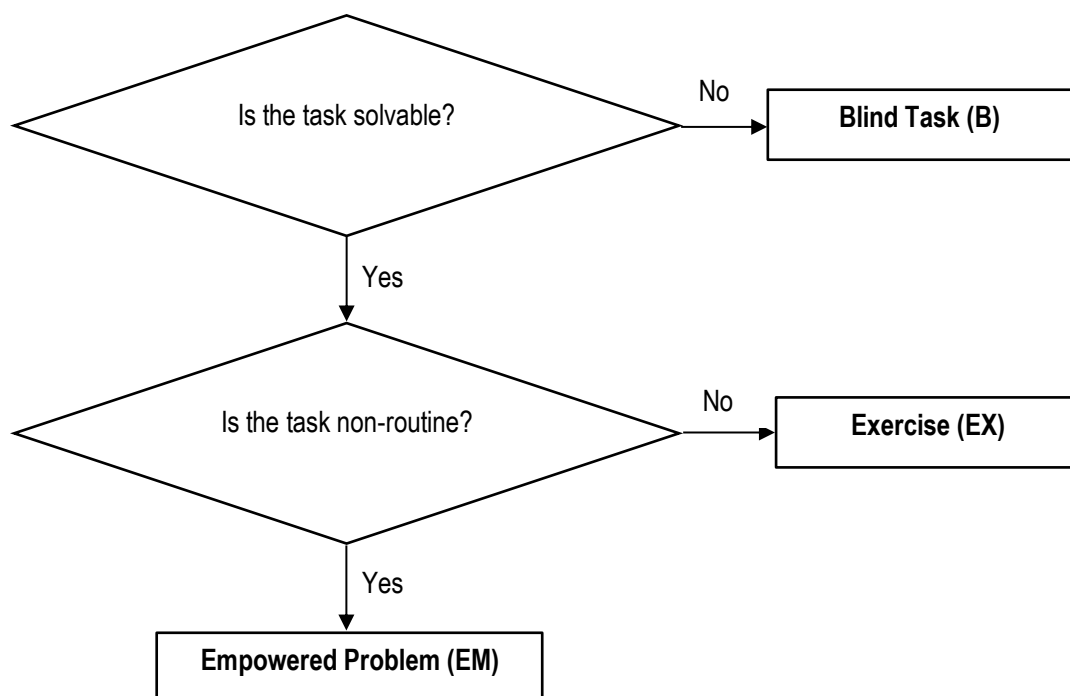 Is the task solvable?
No
Blind Task (B)
Yes
Is the task non-routine?
No
Exercise (EX)
Yes
Empowered Problem (EM)